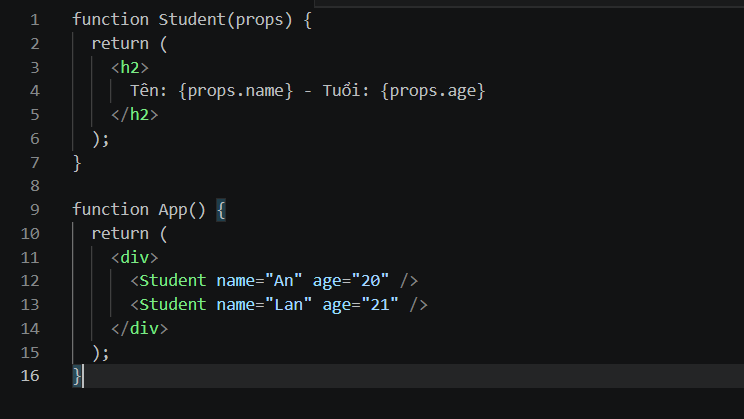 1 function Student(props) {
2   return (
3     <h2>
4       Tên: {props.name} - Tuổi: {props.age}
5     </h2>
6   );
7 }
8
9 function App() {
10   return (
11     <div>
12       <Student name="An" age="20" />
13       <Student name="Lan" age="21" />
14     </div>
15   );
16 }